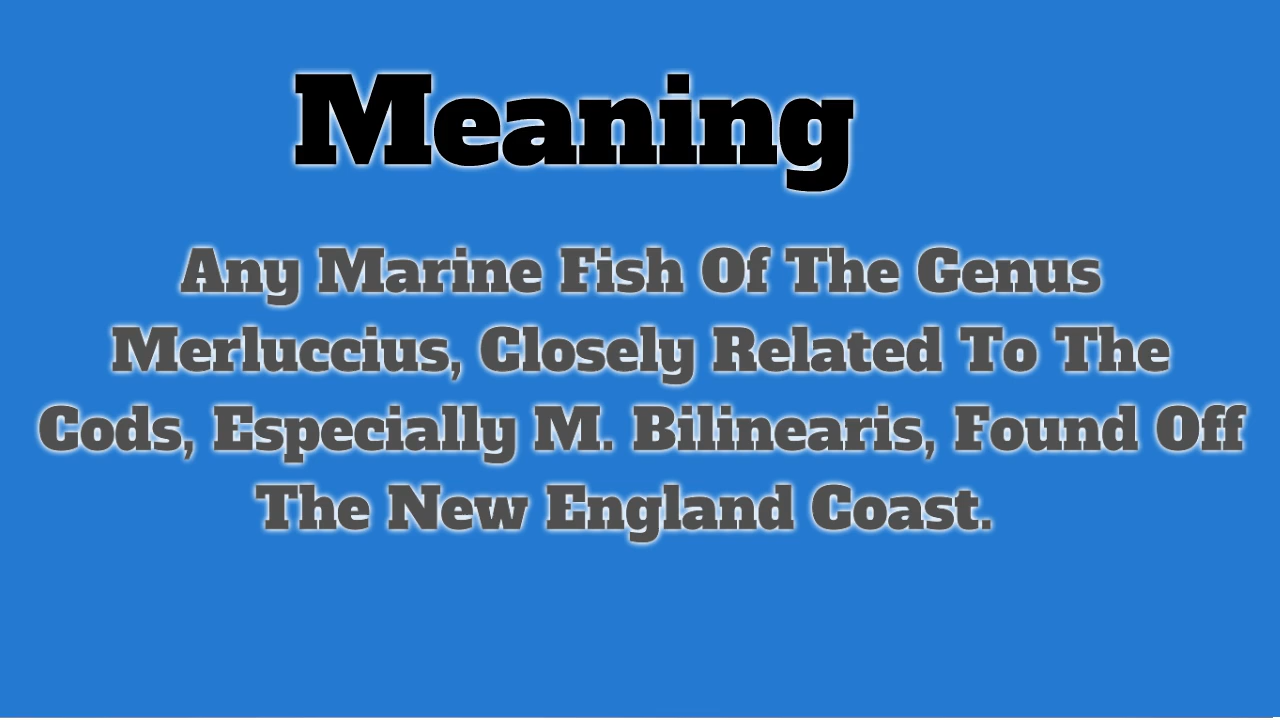 Meaning
Any Marine Fish Of The Genus
Merluccius, Closely Related To The
Cods, Especially M. Bilinearis, Found Off
The New England Coast.